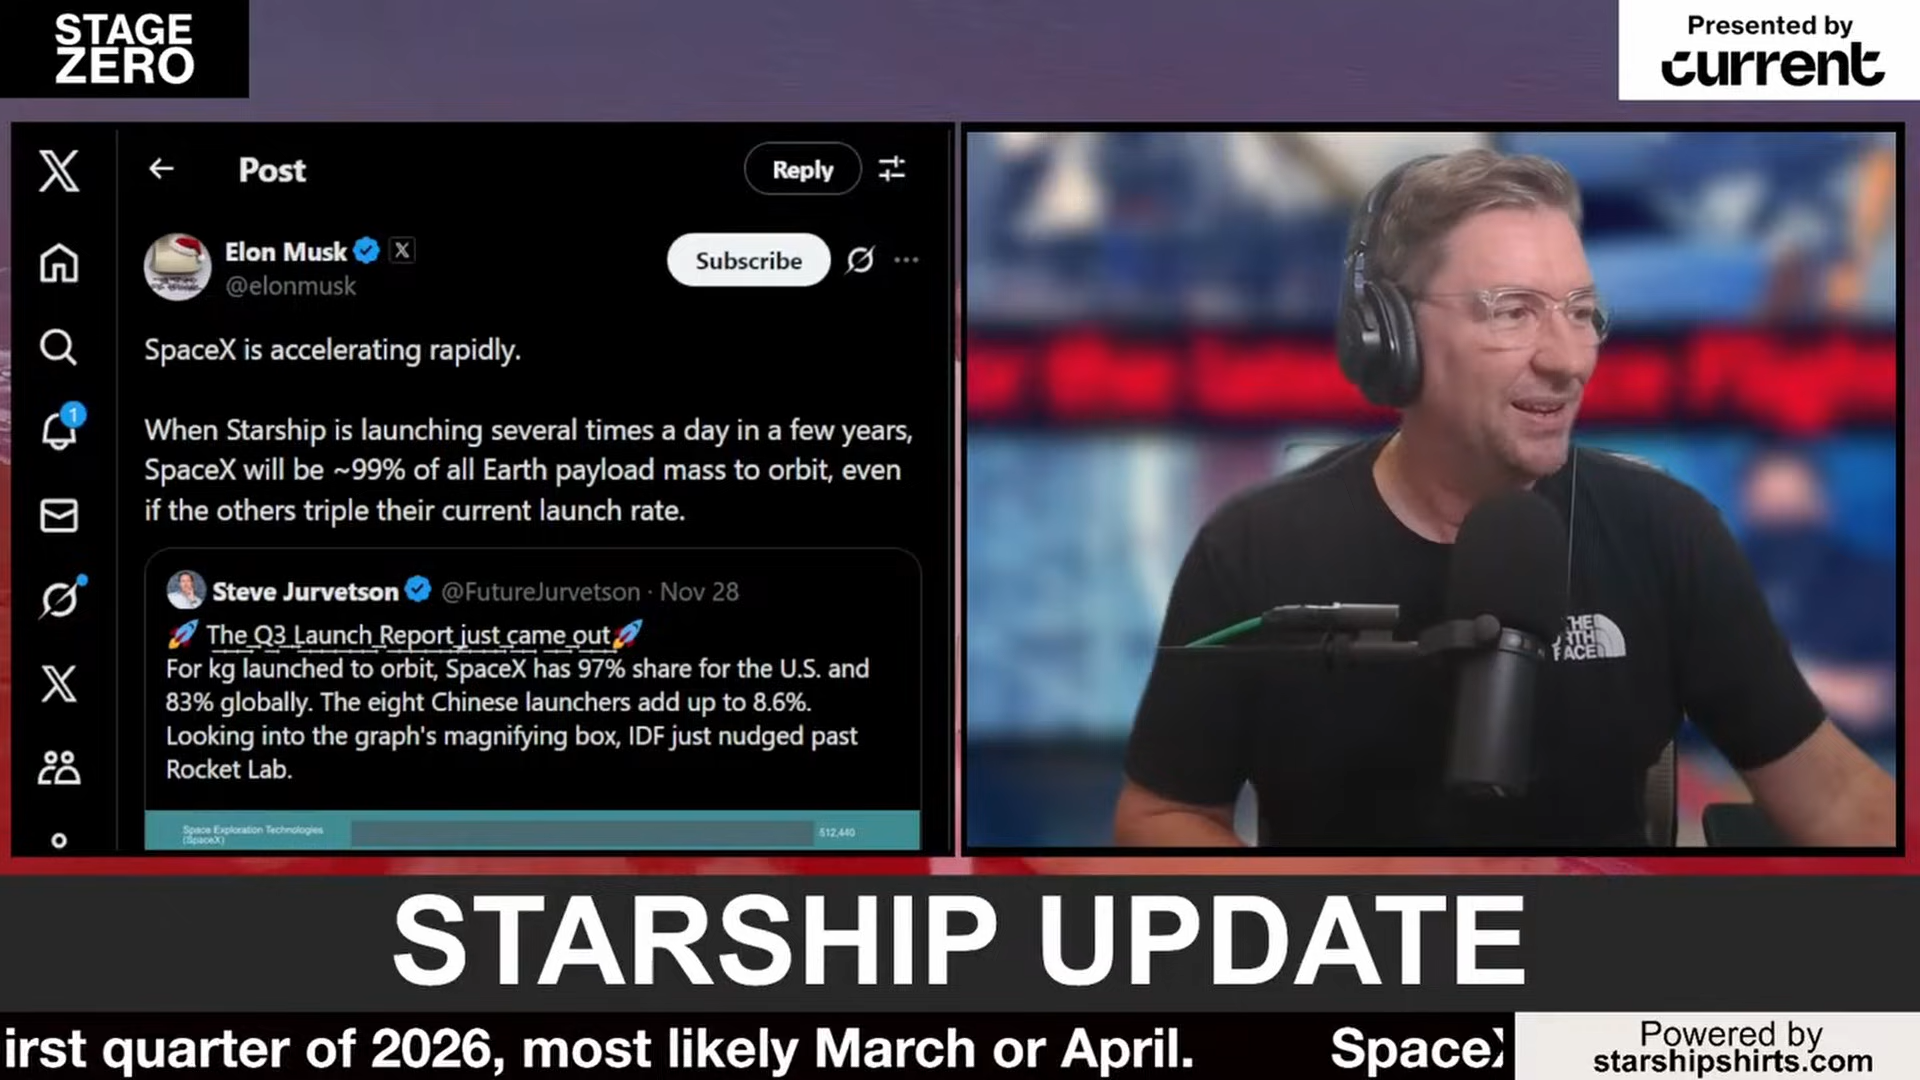 STAGE
ZERO
Presented by
current
Post
Reply
Elon Musk
@elonmusk
Subscribe
1
SpaceX is accelerating rapidly.
When Starship is launching several times a day in a few years,
SpaceX will be ~99% of all Earth payload mass to orbit, even
if the others triple their current launch rate.
Steve Jurvetson @FutureJurvetson · Nov 28
🚀 The Q3 Launch Report just came out 🚀
For kg launched to orbit, SpaceX has 97% share for the U.S. and
83% globally. The eight Chinese launchers add up to 8.6%.
Looking into the graph's magnifying box, IDF just nudged past
Rocket Lab.
Space Exploration Technologies
(SpaceX)
512,440
THE
RTH
FACE
STARSHIP UPDATE
irst quarter of 2026, most likely March or April. SpaceX
Powered by
starshipshirts.com